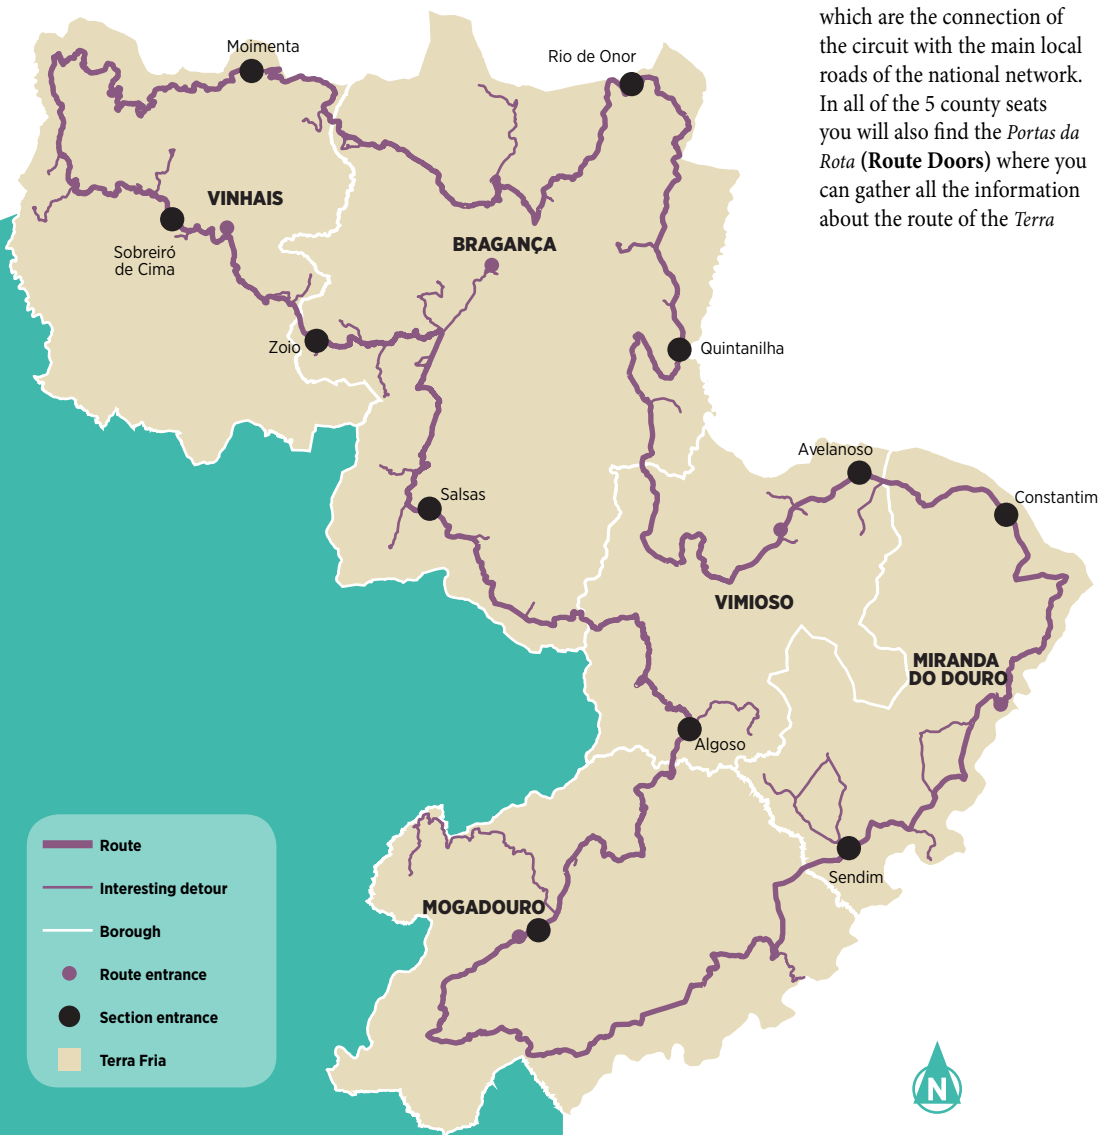 which are the connection of
the circuit with the main local
roads of the national network.
In all of the 5 county seats
you will also find the Portas da
Rota (Route Doors) where you
can gather all the information
about the route of the Terra
Moimenta
Rio de Onor
VINHAIS
Sobreiró
de Cima
BRAGANÇA
Zoio
Quintanilha
Avelanoso
Salsas
Constantim
VIMIOSO
MIRANDA
DO DOURO
Algoso
Sendim
MOGADOURO
Route
Interesting detour
Borough
Route entrance
Section entrance
Terra Fria
N